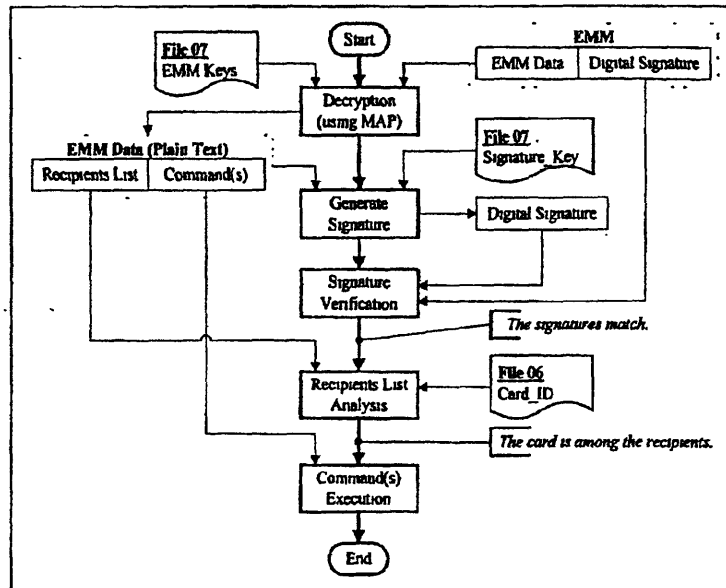 Start
File 07
EMM Keys
EMM
EMM Data
Digital Signature
Decryption
(using MAP)
File 07
Signature_Key
EMM Data (Plain Text)
Recipients List
Command(s)
Generate
Signature
Digital Signature
Signature
Verification
The signatures match.
Recipients List
Analysis
File 06
Card_ID
The card is among the recipients.
Command(s)
Execution
End